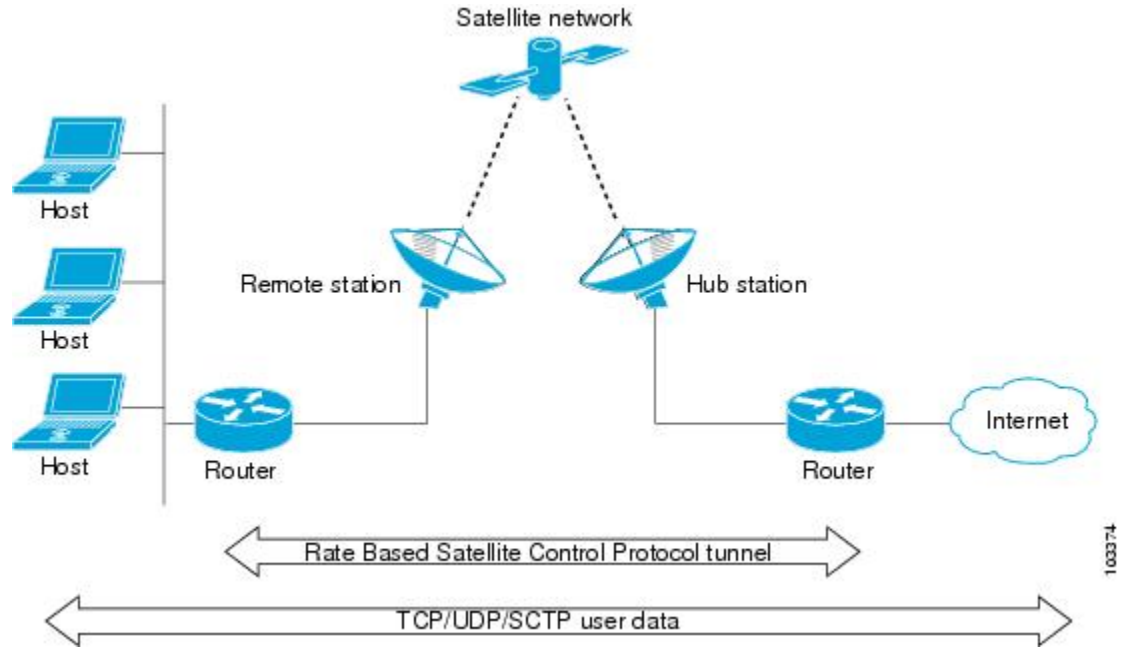 Satellite network
Host
Remote station
Hub station
Host
Internet
Host
Router
Router
Rate Based Satellite Control Protocol tunnel
103374
TCP/UDP/SCTP user data